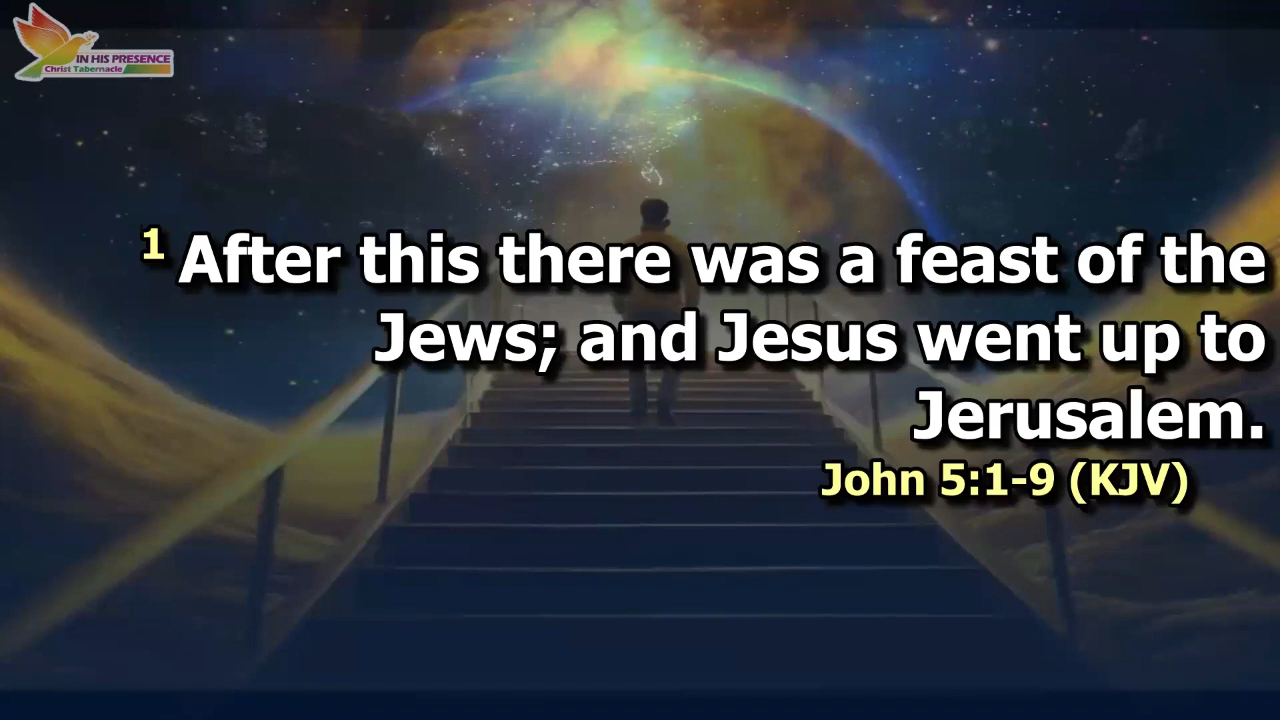 IN HIS PRESENCE
Christ Tabernacle
1 After this there was a feast of the
Jews; and Jesus went up to
Jerusalem.
John 5:1-9 (KJV)